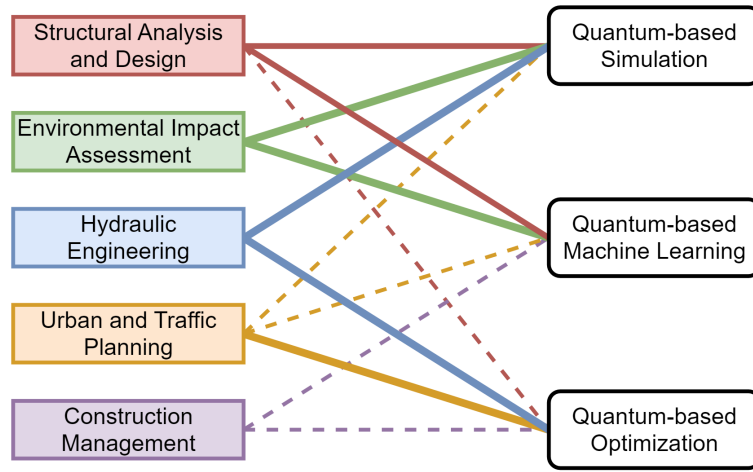 Structural Analysis
and Design
Environmental Impact
Assessment
Hydraulic
Engineering
Urban and Traffic
Planning
Construction
Management
Quantum-based
Simulation
Quantum-based
Machine Learning
Quantum-based
Optimization